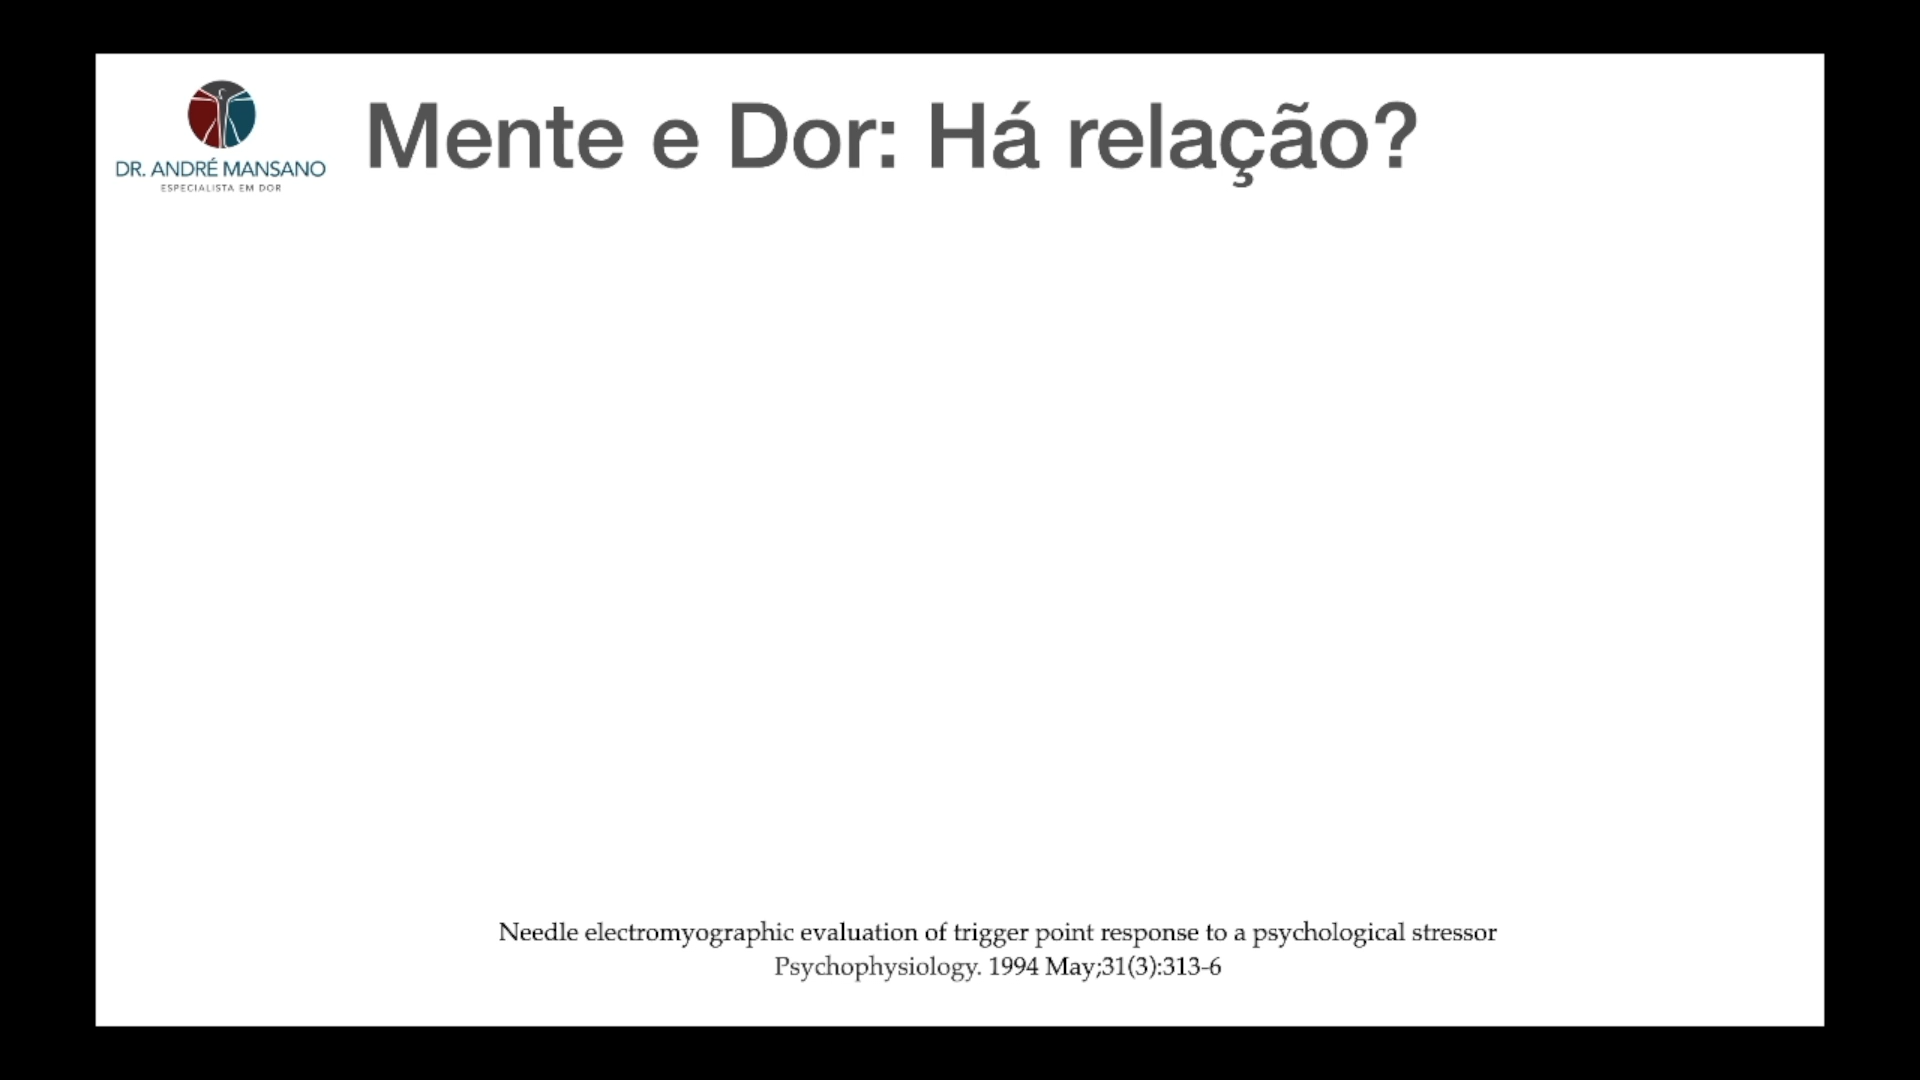 Mente e Dor: Há relação?
DR. ANDRÉ MANSANO
ESPECIALISTA EM DOR
Needle electromyographic evaluation of trigger point response to a psychological stressor
Psychophysiology. 1994 May;31(3):313-6